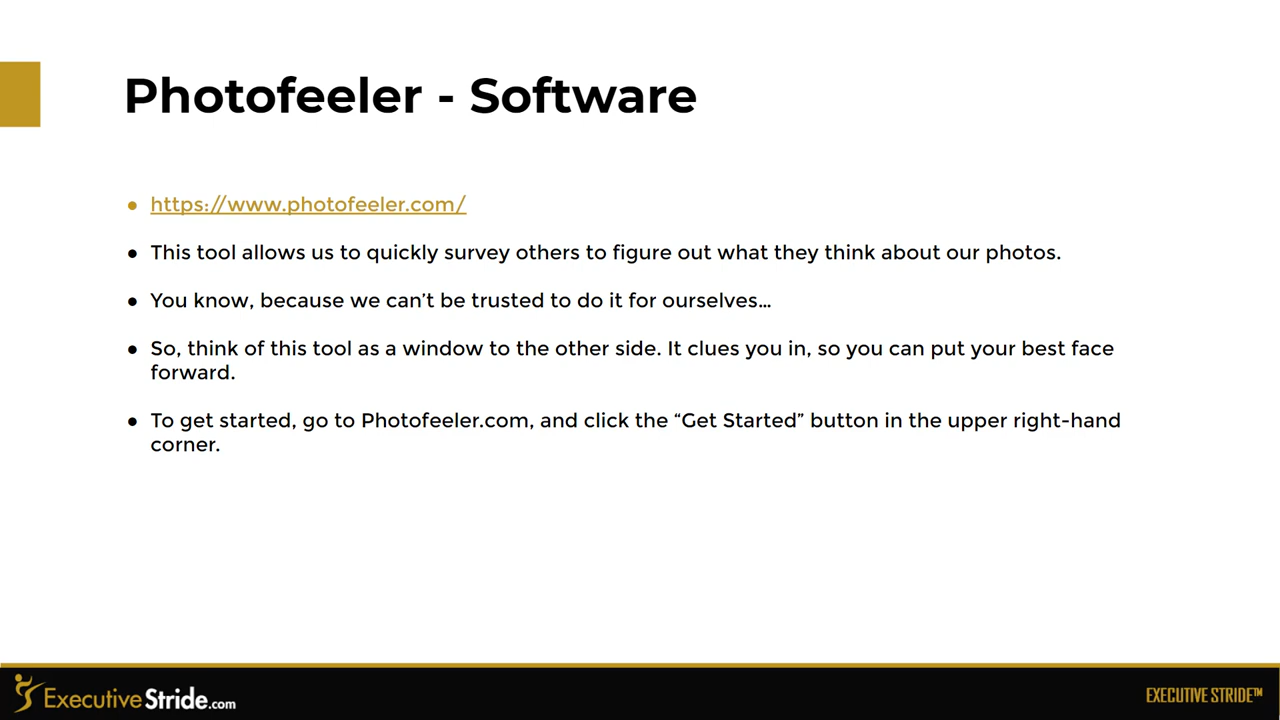 Photofeeler - Software
● https://www.photofeeler.com/
● This tool allows us to quickly survey others to figure out what they think about our photos.
● You know, because we can’t be trusted to do it for ourselves…
● So, think of this tool as a window to the other side. It clues you in, so you can put your best face
forward.
● To get started, go to Photofeeler.com, and click the “Get Started” button in the upper right-hand
corner.
ExecutiveStride.com
EXECUTIVE STRIDE™